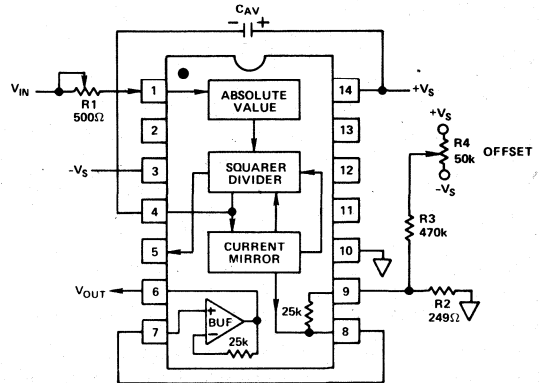 CAV
− +
VIN
R1
500Ω
1
ABSOLUTE
VALUE
14
+VS
2
13
−VS
3
SQUARER
DIVIDER
12
+VS
R4
50k
OFFSET
−VS
4
11
5
CURRENT
MIRROR
10
R3
470k
VOUT
6
25k
9
R2
249Ω
7
+
BUF
−
25k
8